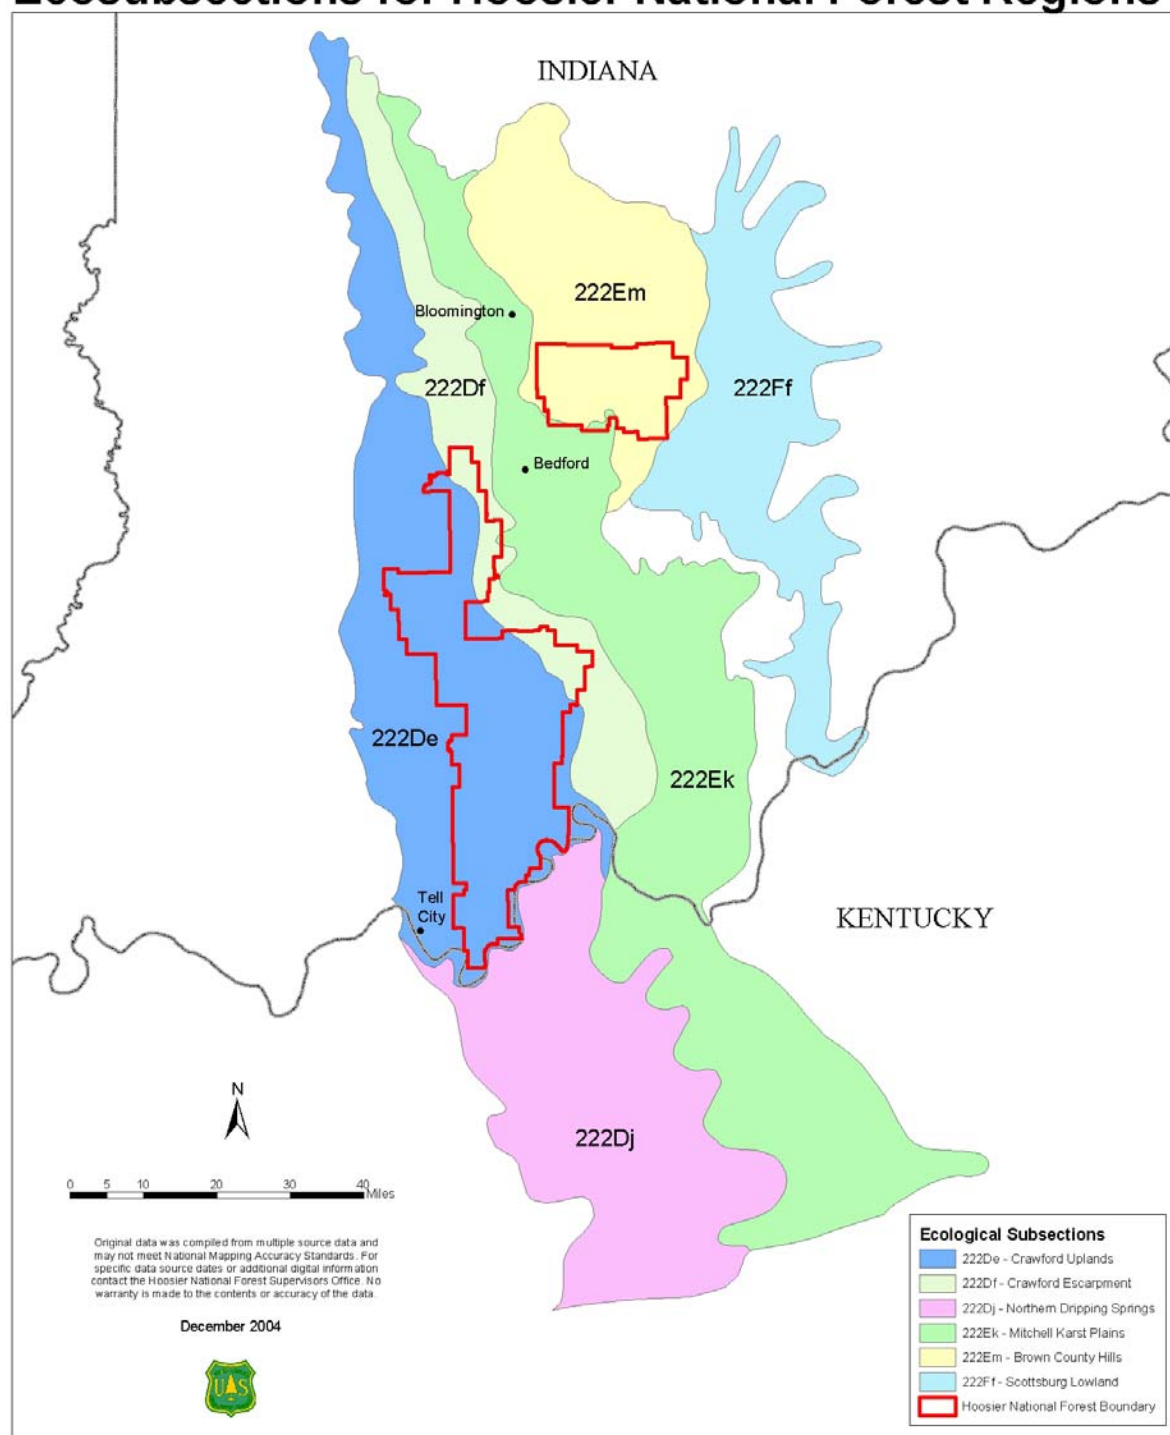 Ecosubsections for Hoosier National Forest Regions
INDIANA
222Em
Bloomington
222Df
222Ff
Bedford
222De
222Ek
Tell
City
KENTUCKY
222Dj
N
0 5 10 20 30 40
Miles
Original data was compiled from multiple source data and
may not meet National Mapping Accuracy Standards. For
specific data source dates or additional digital information
contact the Hoosier National Forest Supervisors Office. No
warranty is made to the contents or accuracy of the data.
December 2004
U S
Ecological Subsections
222De - Crawford Uplands
222Df - Crawford Escarpment
222Dj - Northern Dripping Springs
222Ek - Mitchell Karst Plains
222Em - Brown County Hills
222Ff - Scottsburg Lowland
Hoosier National Forest Boundary